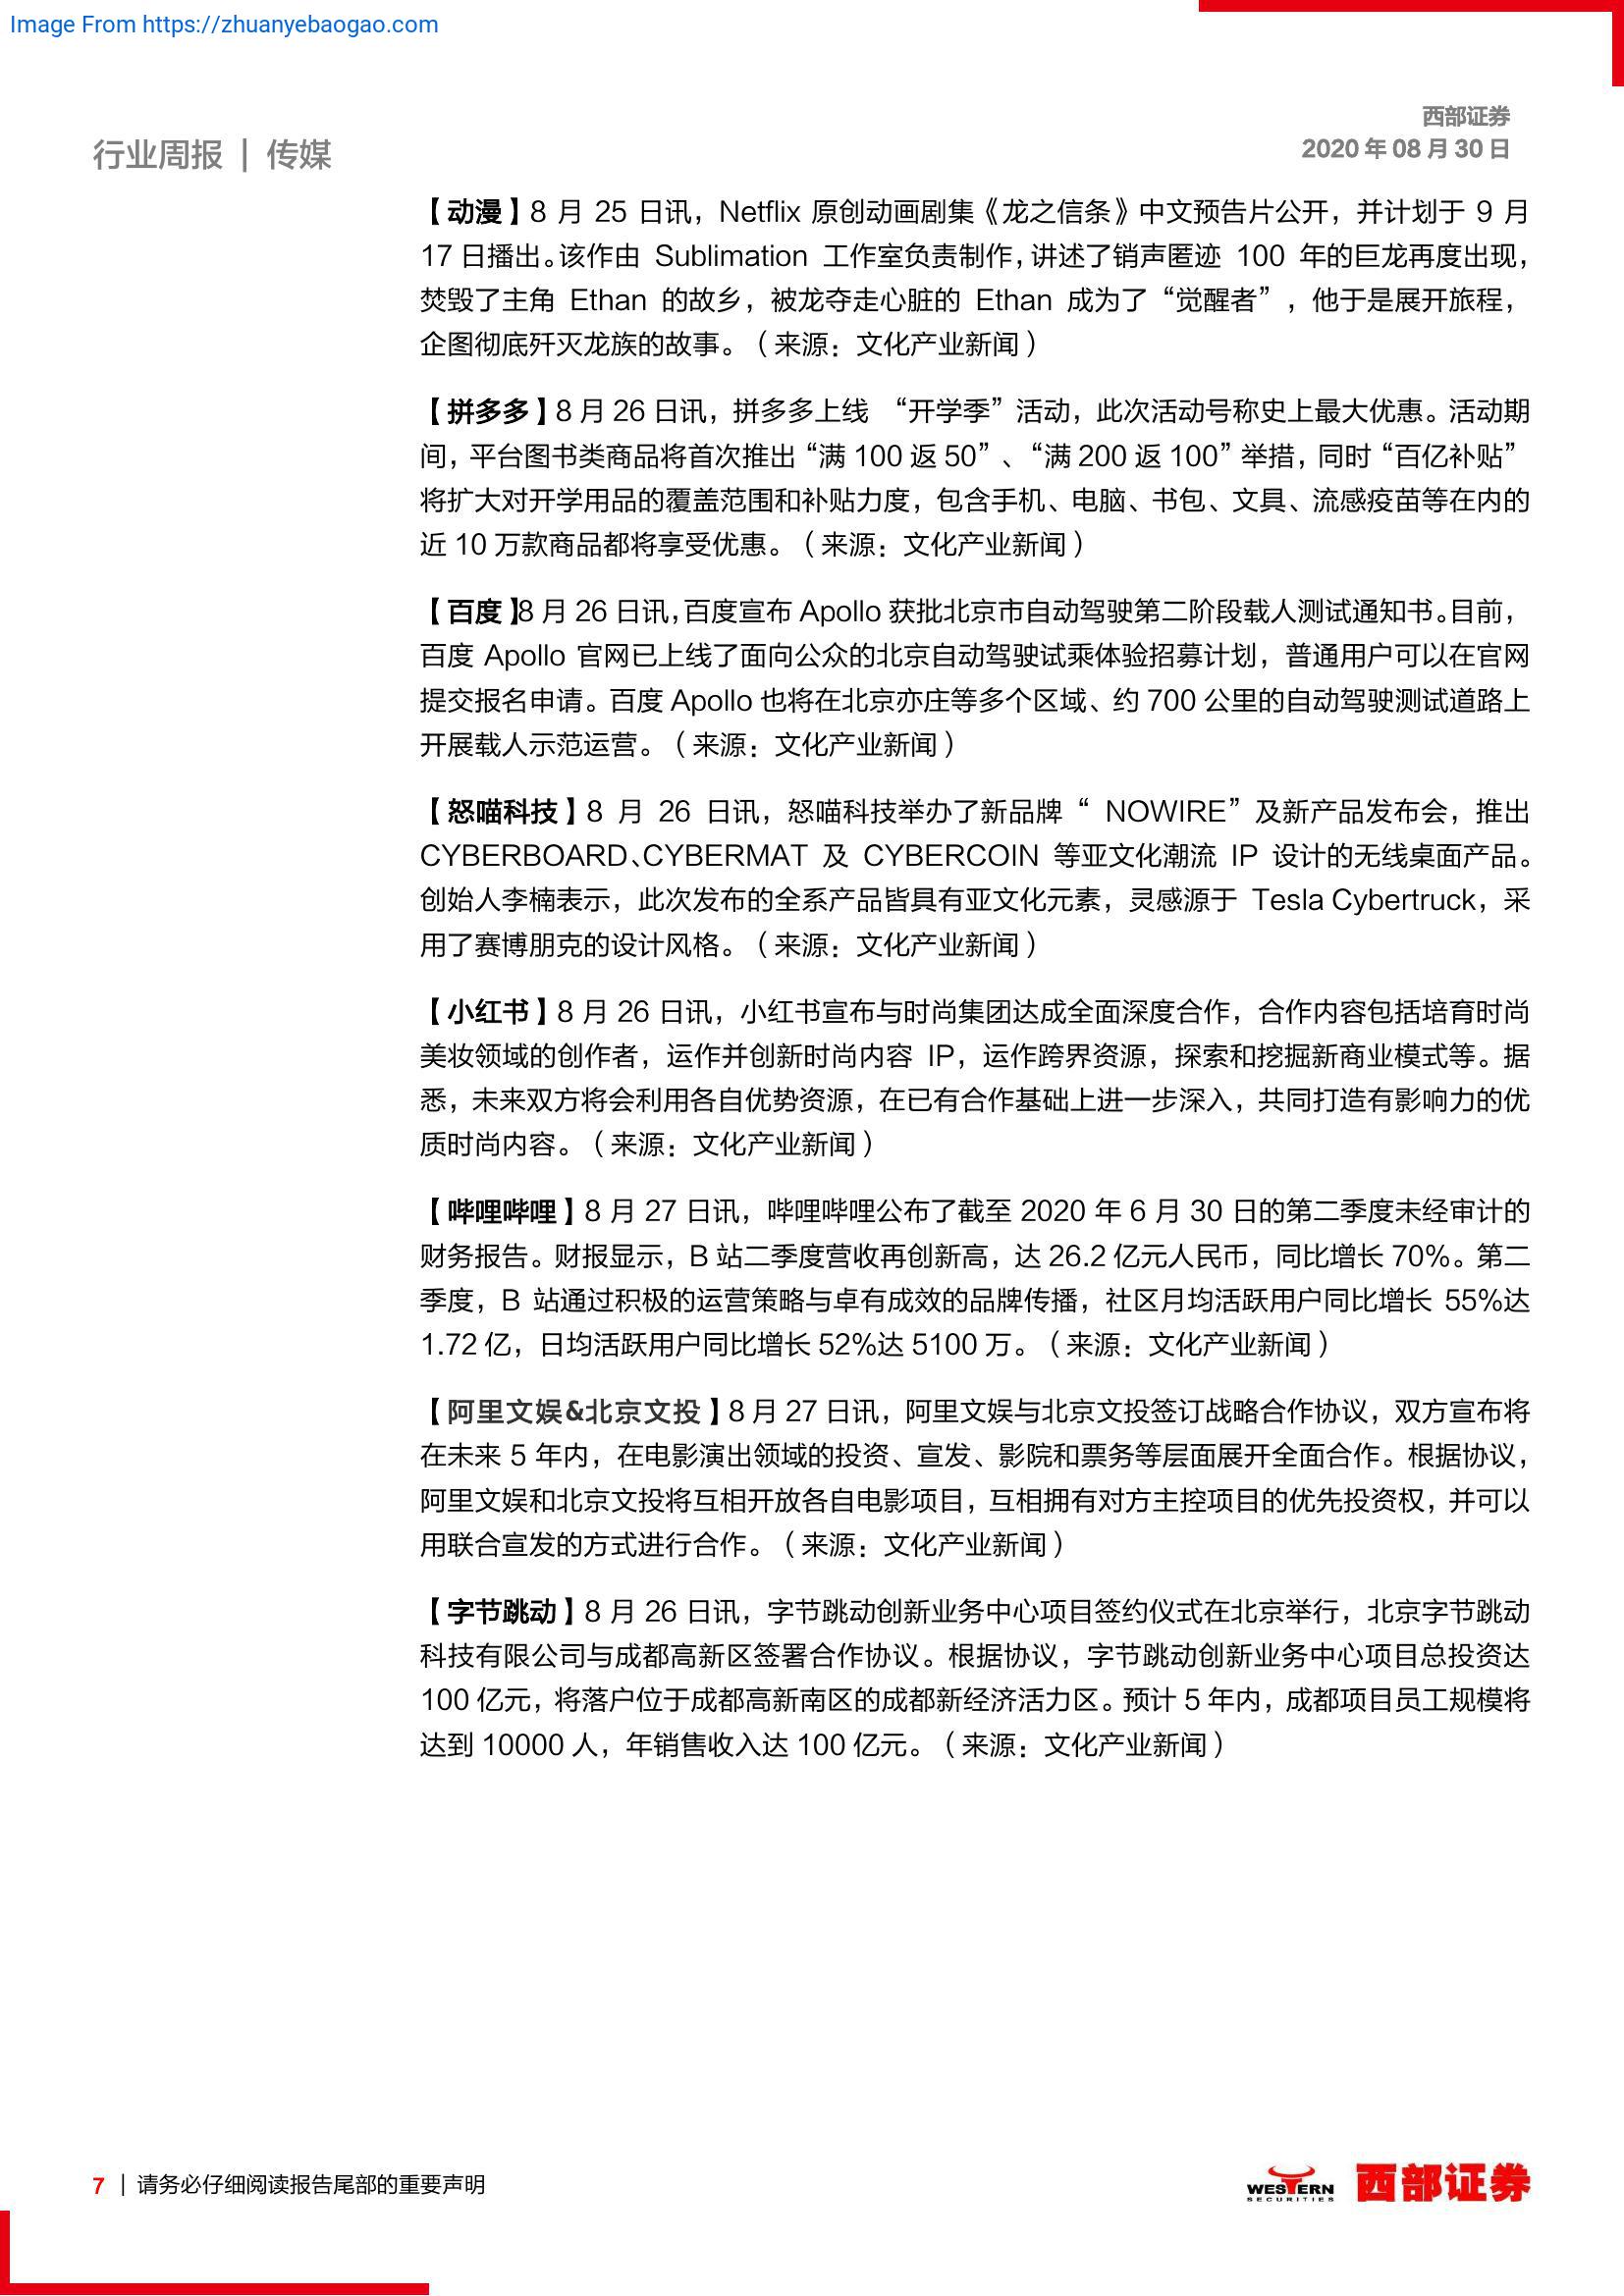 Image From https://zhuanyebaogao.com
西部证券
2020 年 08 月 30 日
行业周报 | 传媒
【动漫】8 月 25 日讯，Netflix 原创动画剧集《龙之信条》中文预告片公开，并计划于 9 月
17 日播出。该作由 Sublimation 工作室负责制作，讲述了销声匿迹 100 年的巨龙再度出现，
焚毁了主角 Ethan 的故乡，被龙夺走心脏的 Ethan 成为了“觉醒者”，他于是展开旅程，
企图彻底歼灭龙族的故事。（来源：文化产业新闻）
【拼多多】8 月 26 日讯，拼多多上线 “开学季”活动，此次活动号称史上最大优惠。活动期
间，平台图书类商品将首次推出“满 100 返 50”、“满 200 返 100”举措，同时“百亿补贴”
将扩大对开学用品的覆盖范围和补贴力度，包含手机、电脑、书包、文具、流感疫苗等在内的
近 10 万款商品都将享受优惠。（来源：文化产业新闻）
【百度】8 月 26 日讯，百度宣布 Apollo 获批北京市自动驾驶第二阶段载人测试通知书。目前，
百度 Apollo 官网已上线了面向公众的北京自动驾驶试乘体验招募计划，普通用户可以在官网
提交报名申请。百度 Apollo 也将在北京亦庄等多个区域、约 700 公里的自动驾驶测试道路上
开展载人示范运营。（来源：文化产业新闻）
【怒喵科技】8 月 26 日讯，怒喵科技举办了新品牌“ NOWIRE”及新产品发布会，推出
CYBERBOARD、CYBERMAT 及 CYBERCOIN 等亚文化潮流 IP 设计的无线桌面产品。
创始人李楠表示，此次发布的全系产品皆具有亚文化元素，灵感源于 Tesla Cybertruck，采
用了赛博朋克的设计风格。（来源：文化产业新闻）
【小红书】8 月 26 日讯，小红书宣布与时尚集团达成全面深度合作，合作内容包括培育时尚
美妆领域的创作者，运作并创新时尚内容 IP，运作跨界资源，探索和挖掘新商业模式等。据
悉，未来双方将会利用各自优势资源，在已有合作基础上进一步深入，共同打造有影响力的优
质时尚内容。（来源：文化产业新闻）
【哔哩哔哩】8 月 27 日讯，哔哩哔哩公布了截至 2020 年 6 月 30 日的第二季度未经审计的
财务报告。财报显示，B 站二季度营收再创新高，达 26.2 亿元人民币，同比增长 70%。第二
季度，B 站通过积极的运营策略与卓有成效的品牌传播，社区月均活跃用户同比增长 55%达
1.72 亿，日均活跃用户同比增长 52%达 5100 万。（来源：文化产业新闻）
【阿里文娱&北京文投】8 月 27 日讯，阿里文娱与北京文投签订战略合作协议，双方宣布将
在未来 5 年内，在电影演出领域的投资、宣发、影院和票务等层面展开全面合作。根据协议，
阿里文娱和北京文投将互相开放各自电影项目，互相拥有对方主控项目的优先投资权，并可以
用联合宣发的方式进行合作。（来源：文化产业新闻）
【字节跳动】8 月 26 日讯，字节跳动创新业务中心项目签约仪式在北京举行，北京字节跳动
科技有限公司与成都高新区签署合作协议。根据协议，字节跳动创新业务中心项目总投资达
100 亿元，将落户位于成都高新南区的成都新经济活力区。预计 5 年内，成都项目员工规模将
达到 10000 人，年销售收入达 100 亿元。（来源：文化产业新闻）
7 | 请务必仔细阅读报告尾部的重要声明
WESTERN
SECURITIES
西部证券